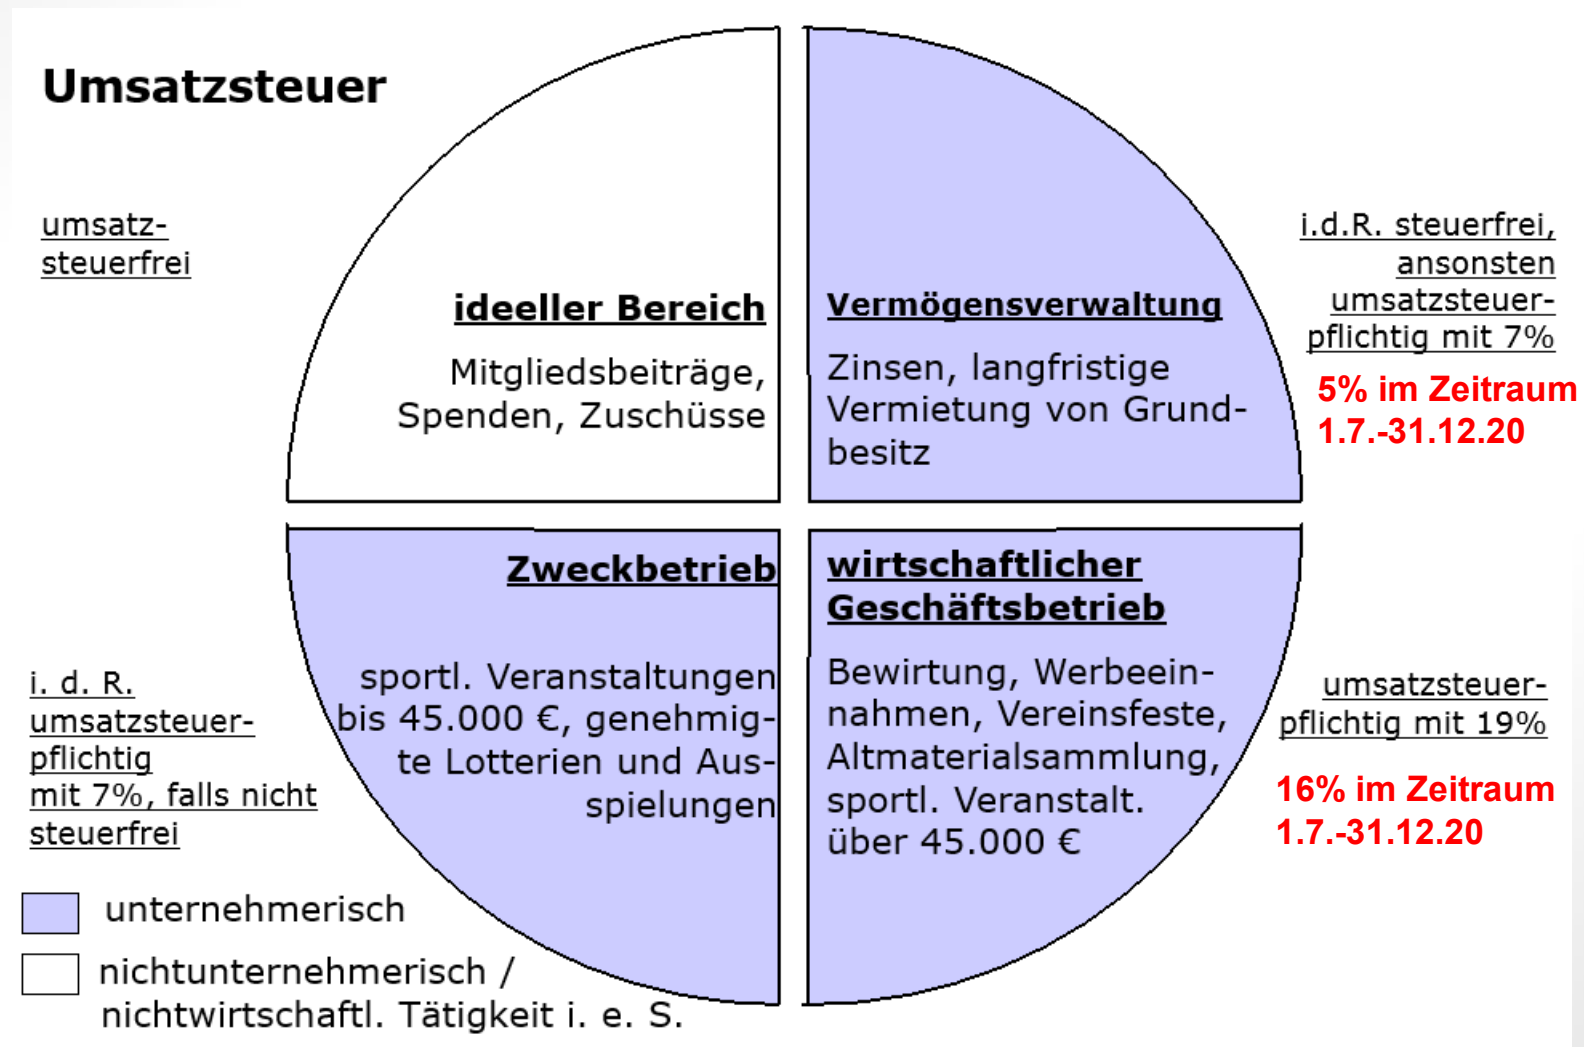 Umsatzsteuer
umsatz-
steuerfrei
ideeller Bereich
Mitgliedsbeiträge,
Spenden, Zuschüsse
Vermögensverwaltung
Zinsen, langfristige
Vermietung von Grund-
besitz
i.d.R. steuerfrei,
ansonsten
umsatzsteuer-
pflichtig mit 7%
5% im Zeitraum
1.7.-31.12.20
Zweckbetrieb
sportl. Veranstaltungen
bis 45.000 €, genehmig-
te Lotterien und Aus-
spielungen
i. d. R.
umsatzsteuer-
pflichtig
mit 7%, falls nicht
steuerfrei
wirtschaftlicher
Geschäftsbetrieb
Bewirtung, Werbeein-
nahmen, Vereinsfeste,
Altmaterialsammlung,
sportl. Veranstalt.
über 45.000 €
umsatzsteuer-
pflichtig mit 19%
16% im Zeitraum
1.7.-31.12.20
unternehmerisch
nichtunternehmerisch /
nichtwirtschaftl. Tätigkeit i. e. S.